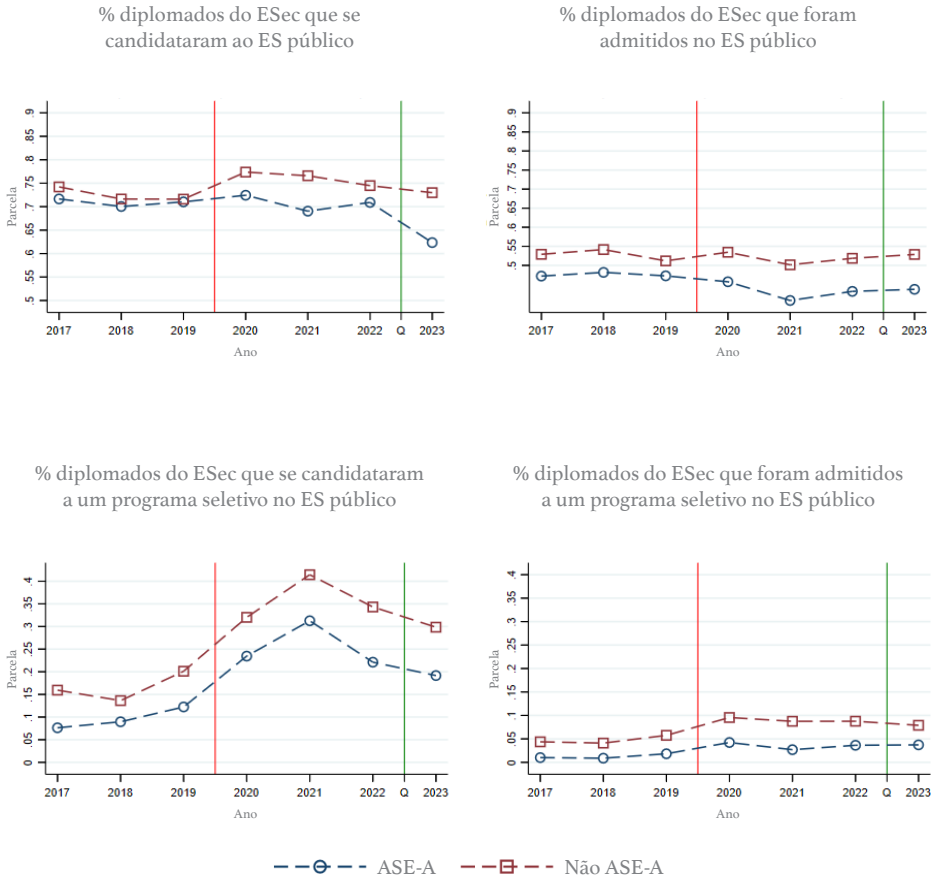 % diplomados do ESec que se
candidataram ao ES público
.9
.85
.8
.75
.7
.65
.6
.55
.5
Parcela
2017 2018 2019 2020 2021 2022 Q 2023
Ano
% diplomados do ESec que foram
admitidos no ES público
.9
.85
.8
.75
.7
.65
.6
.55
.5
Parcela
2017 2018 2019 2020 2021 2022 Q 2023
Ano
% diplomados do ESec que se candidataram
a um programa seletivo no ES público
.4
.35
.3
.25
.2
.15
.1
.05
0
Parcela
2017 2018 2019 2020 2021 2022 Q 2023
Ano
% diplomados do ESec que foram admitidos
a um programa seletivo no ES público
.4
.35
.3
.25
.2
.15
.1
.05
0
Parcela
2017 2018 2019 2020 2021 2022 Q 2023
Ano
ASE-A Não ASE-A